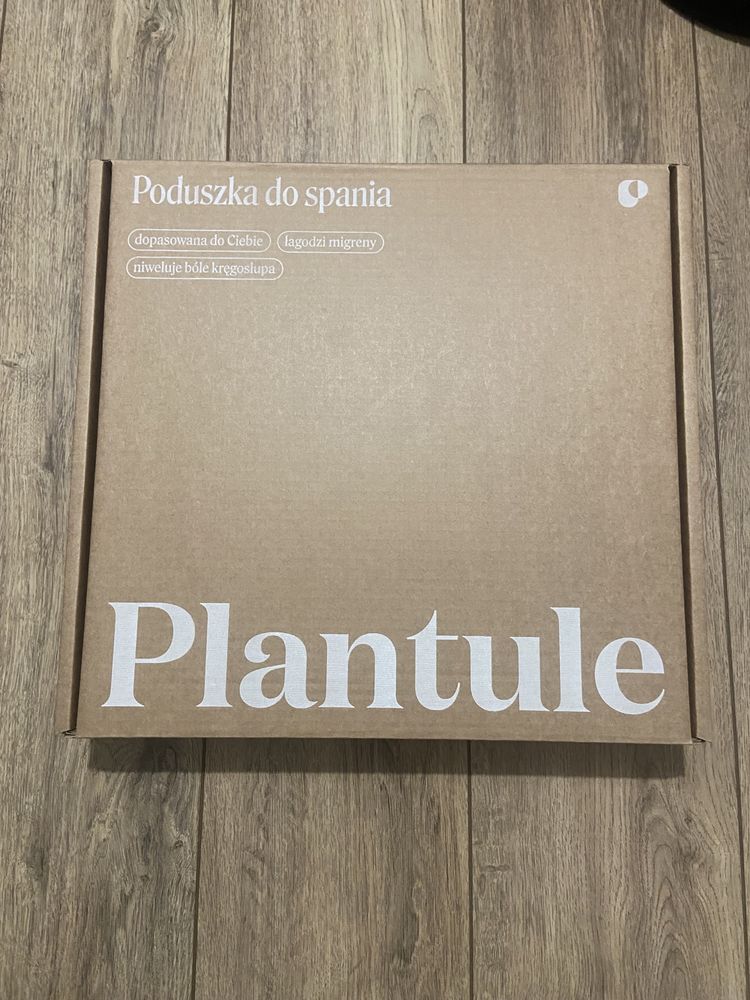 Poduszka do spania
dopasowana do Ciebie łagodzi migreny
niweluje bóle kręgosłupa
Plantule